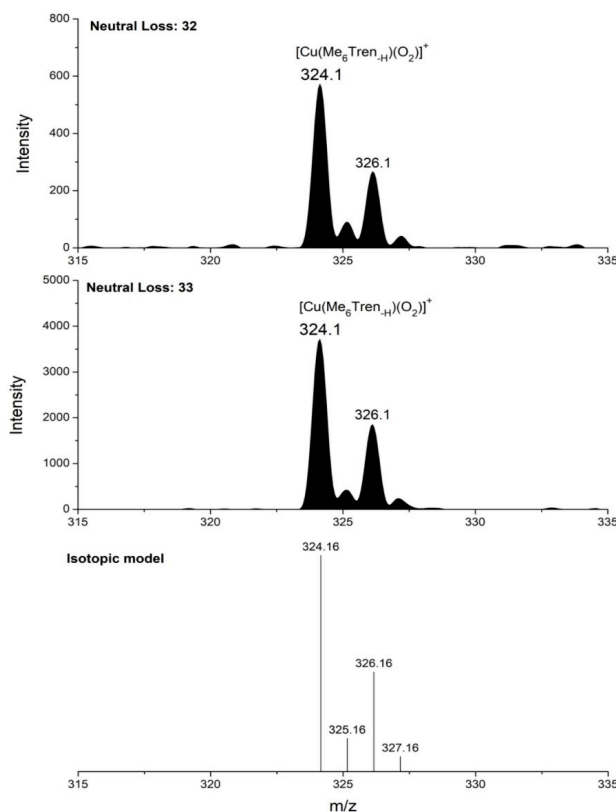 Neutral Loss: 32
[Cu(Me₆Tren₋H)(O₂)]⁺
324.1
326.1
800
600
400
200
0
Intensity
315 320 325 330 335
Neutral Loss: 33
[Cu(Me₆Tren₋H)(O₂)]⁺
324.1
326.1
5000
4000
3000
2000
1000
0
Intensity
315 320 325 330 335
Isotopic model
324.16
326.16
325.16
327.16
315 320 325 330 335
m/z